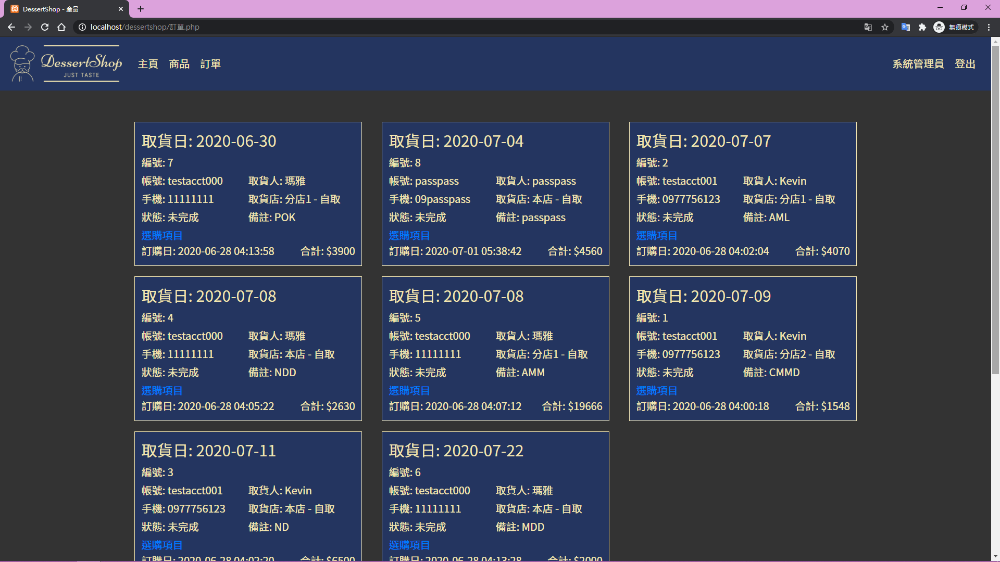 DessertShop - 產品
localhost/dessertshop/訂單.php
無痕模式
DessertShop
JUST TASTE
主頁 商品 訂單
系統管理員 登出
取貨日: 2020-06-30
編號: 7
帳號: testacct000 取貨人: 瑪雅
手機: 11111111 取貨店: 分店1 - 自取
狀態: 未完成 備註: POK
選購項目
訂購日: 2020-06-28 04:13:58 合計: $3900
取貨日: 2020-07-04
編號: 8
帳號: passpass 取貨人: passpass
手機: 09passpass 取貨店: 本店 - 自取
狀態: 未完成 備註: passpass
選購項目
訂購日: 2020-07-01 05:38:42 合計: $4560
取貨日: 2020-07-07
編號: 2
帳號: testacct001 取貨人: Kevin
手機: 0977756123 取貨店: 分店1 - 自取
狀態: 未完成 備註: AML
選購項目
訂購日: 2020-06-28 04:02:04 合計: $4070
取貨日: 2020-07-08
編號: 4
帳號: testacct000 取貨人: 瑪雅
手機: 11111111 取貨店: 本店 - 自取
狀態: 未完成 備註: NDD
選購項目
訂購日: 2020-06-28 04:05:22 合計: $2630
取貨日: 2020-07-08
編號: 5
帳號: testacct000 取貨人: 瑪雅
手機: 11111111 取貨店: 分店1 - 自取
狀態: 未完成 備註: AMM
選購項目
訂購日: 2020-06-28 04:07:12 合計: $19666
取貨日: 2020-07-09
編號: 1
帳號: testacct001 取貨人: Kevin
手機: 0977756123 取貨店: 分店2 - 自取
狀態: 未完成 備註: CMMD
選購項目
訂購日: 2020-06-28 04:00:18 合計: $1548
取貨日: 2020-07-11
編號: 3
帳號: testacct001 取貨人: Kevin
手機: 0977756123 取貨店: 本店 - 自取
狀態: 未完成 備註: ND
選購項目
訂購日: 2020-06-28 04:02:20 合計: $6500
取貨日: 2020-07-22
編號: 6
帳號: testacct000 取貨人: 瑪雅
手機: 11111111 取貨店: 本店 - 自取
狀態: 未完成 備註: MDD
選購項目
訂購日: 2020-06-28 04:13:28 合計: $2000